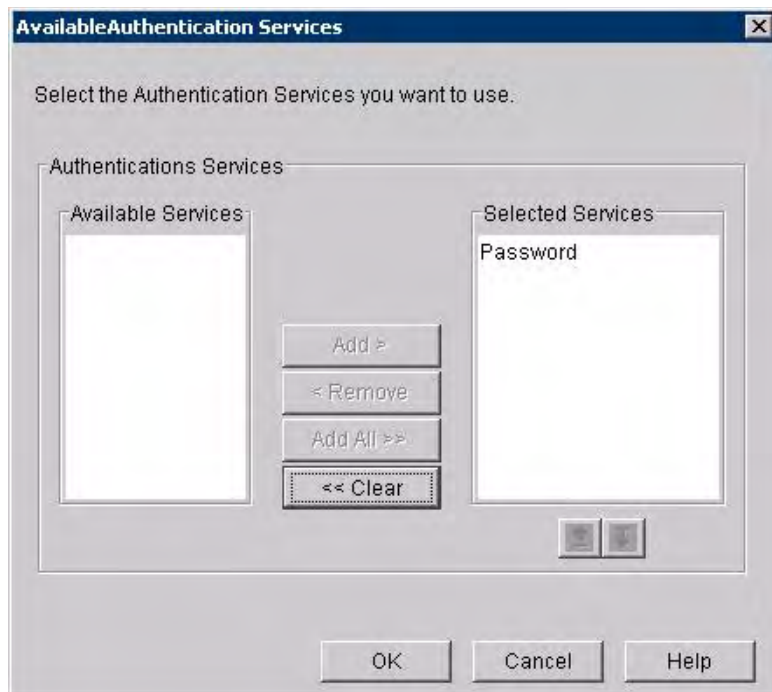 AvailableAuthentication Services
Select the Authentication Services you want to use.
Authentications Services
Available Services
Selected Services
Password
Add >
< Remove
Add All >>
<< Clear
OK
Cancel
Help